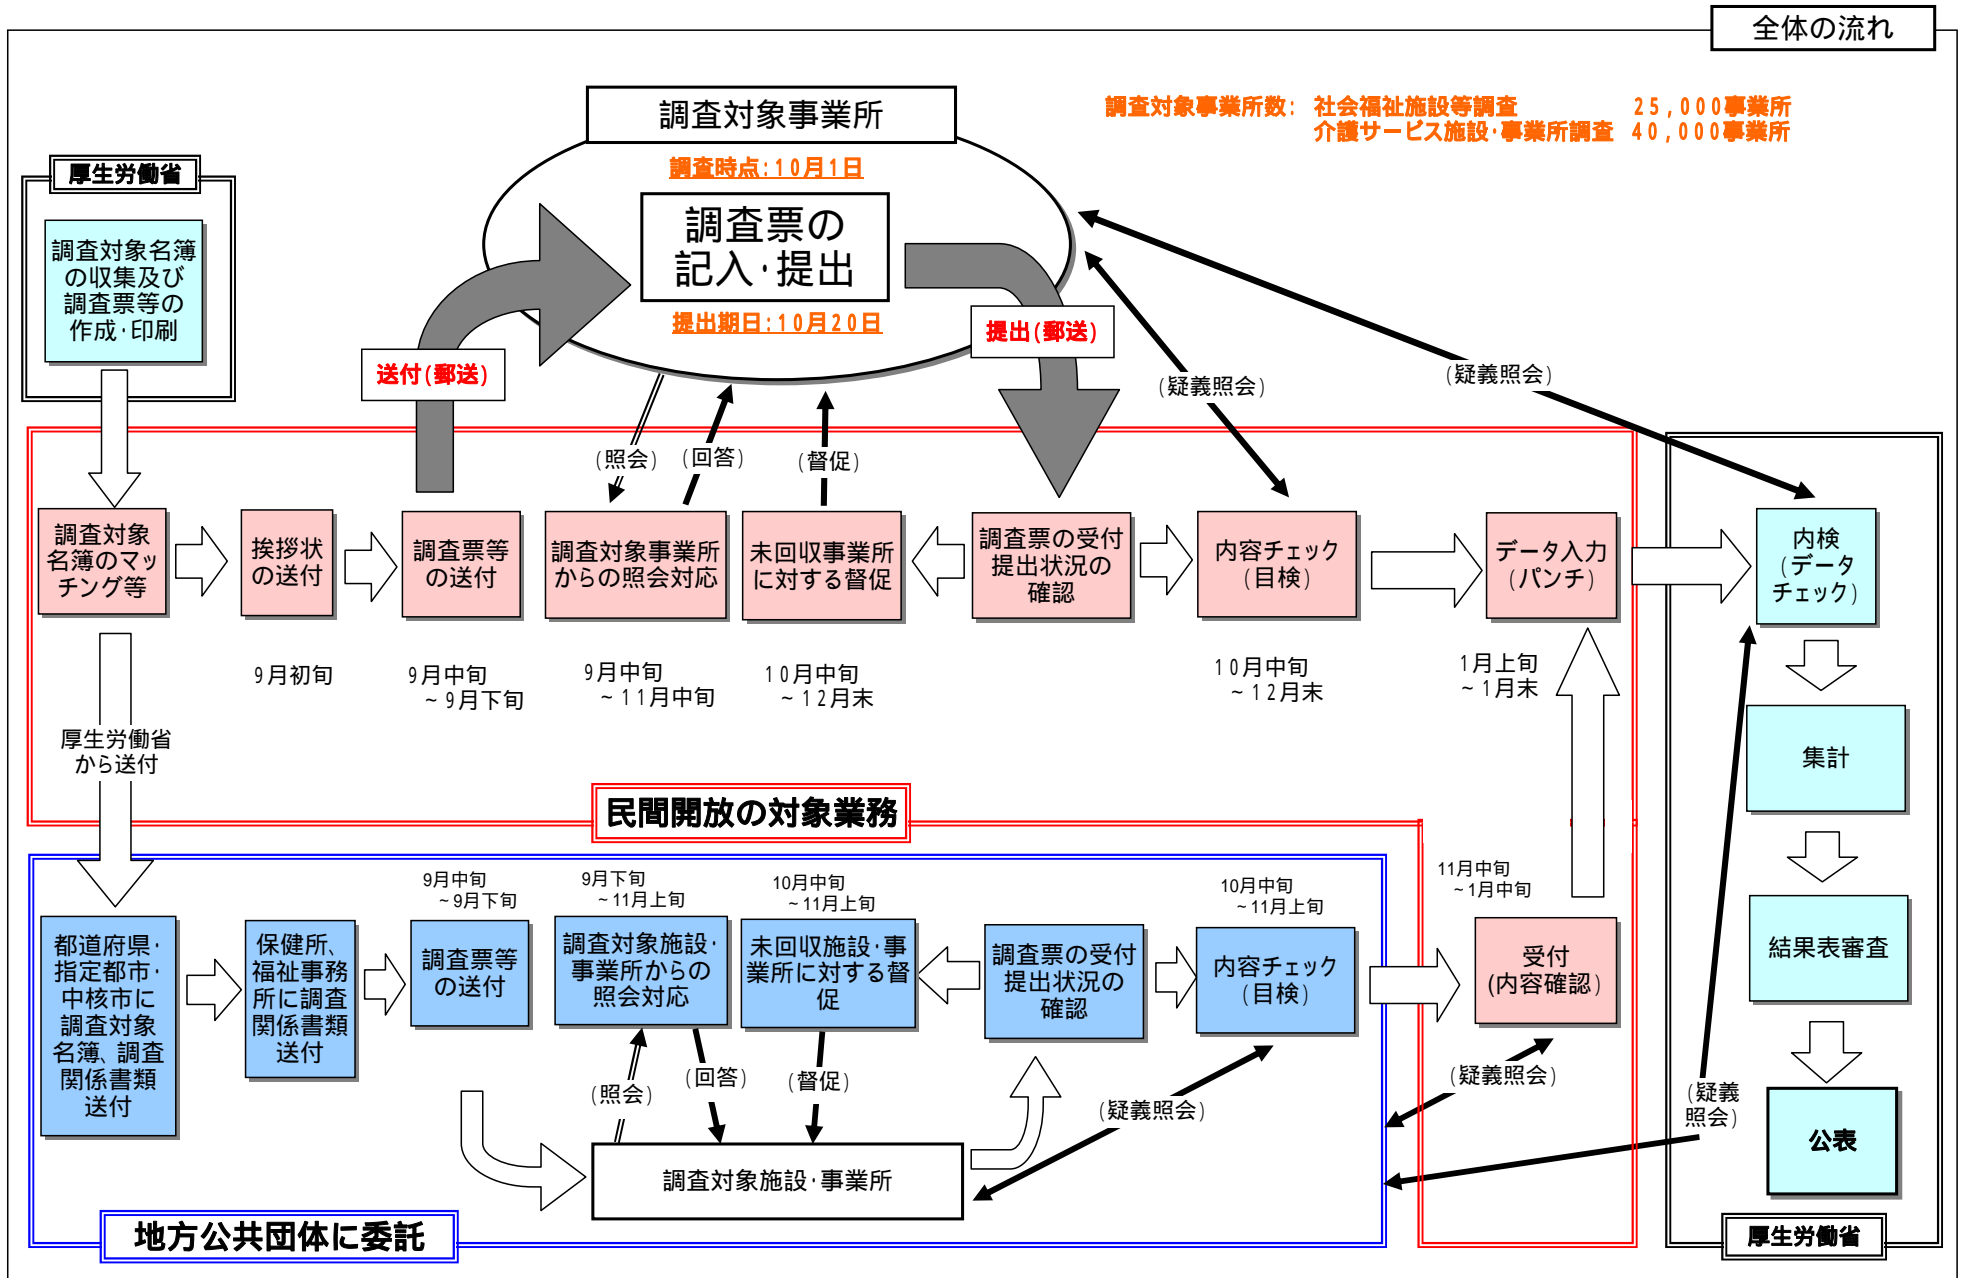 全体の流れ
調査対象事業所
調査対象事業所数: 社会福祉施設等調査 25,000事業所
介護サービス施設・事業所調査 40,000事業所
厚生労働省
調査時点:10月1日
調査対象名簿
の収集及び
調査票等の
作成・印刷
調査票の
記入・提出
提出期日:10月20日
送付(郵送)
提出(郵送)
(疑義照会)
(疑義照会)
(照会)
(回答)
(督促)
調査対象
名簿のマッ
チング等
挨拶状
の送付
調査票等
の送付
調査対象事業所
からの照会対応
未回収事業所
に対する督促
調査票の受付
提出状況の
確認
内容チェック
(目検)
データ入力
(パンチ)
内検
(データ
チェック)
9月初旬
9月中旬
~9月下旬
9月中旬
~11月中旬
10月中旬
~12月末
10月中旬
~12月末
1月上旬
~1月末
厚生労働省
から送付
集計
民間開放の対象業務
9月中旬
~9月下旬
9月下旬
~11月上旬
10月中旬
~11月上旬
10月中旬
~11月上旬
11月中旬
~1月中旬
都道府県・
指定都市・
中核市に
調査対象
名簿、調査
関係書類
送付
保健所、
福祉事務
所に調査
関係書類
送付
調査票等
の送付
調査対象施設・
事業所からの
照会対応
未回収施設・事
業所に対する督
促
調査票の受付
提出状況の
確認
内容チェック
(目検)
受付
(内容確認)
結果表審査
(照会)
(回答)
(督促)
(疑義照会)
(疑義照会)
(疑義
照会)
公表
調査対象施設・事業所
地方公共団体に委託
厚生労働省